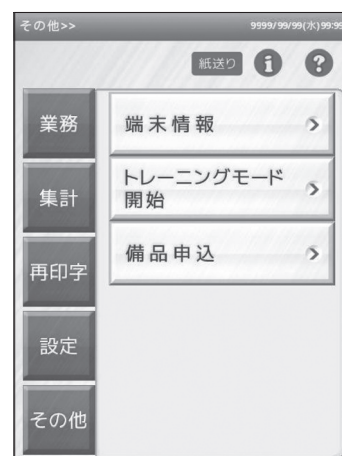 その他>>
9999/99/99(水)99:99
紙送り
i
?
業務
集計
再印字
設定
その他
端末情報
トレーニングモード
開始
備品申込